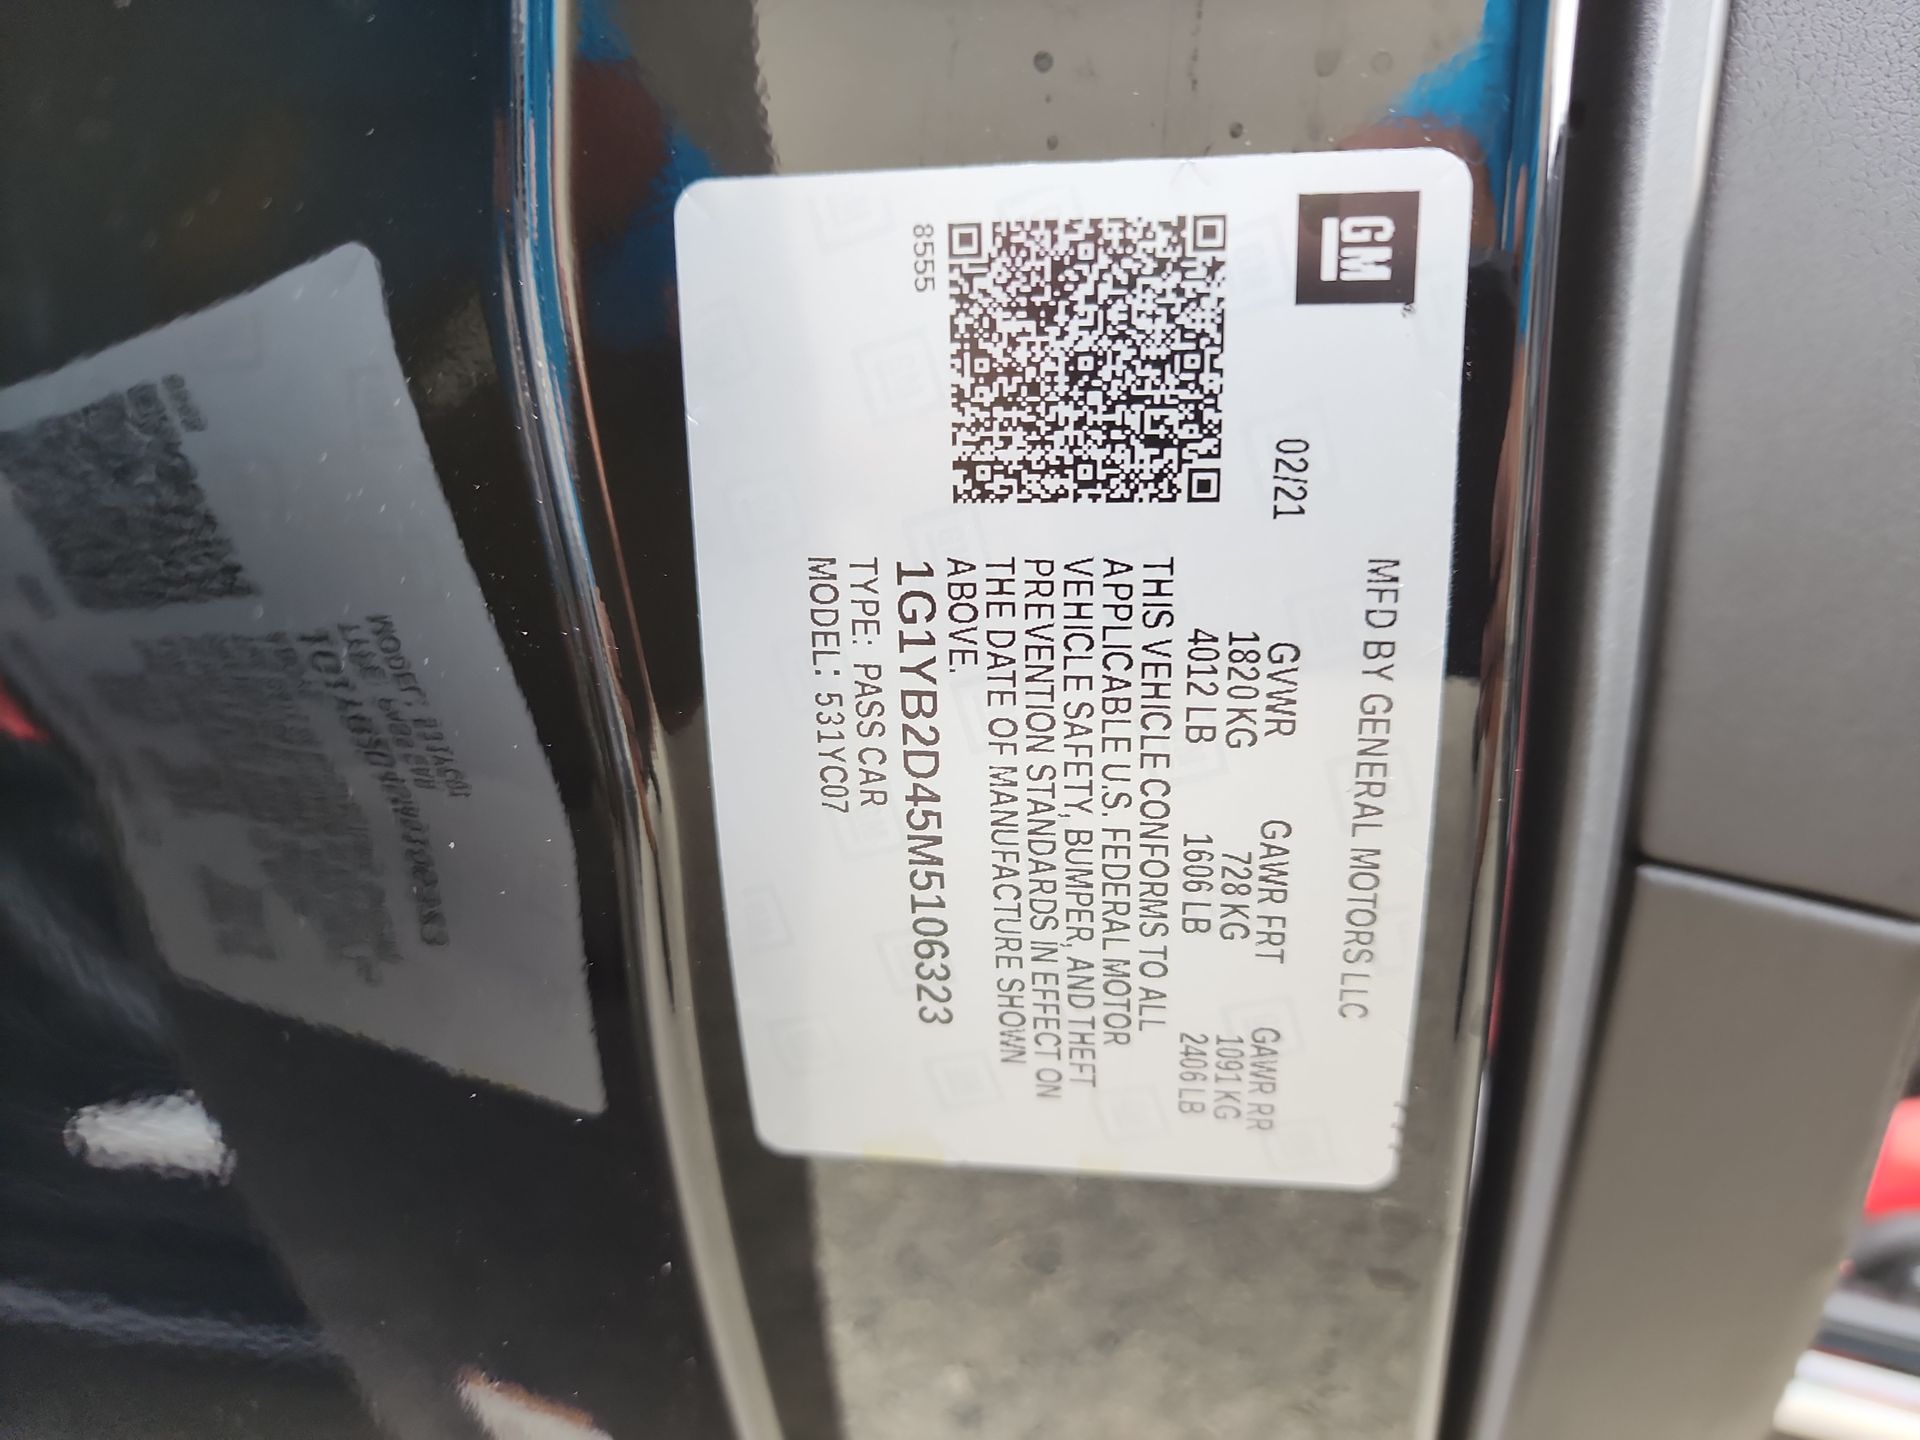 GM
MFD BY GENERAL MOTORS LLC
02/21
GVWR GAWR FRT GAWR RR
1820 KG 728 KG 1091 KG
4012 LB 1606 LB 2406 LB
THIS VEHICLE CONFORMS TO ALL
APPLICABLE U.S. FEDERAL MOTOR
VEHICLE SAFETY, BUMPER, AND THEFT
PREVENTION STANDARDS IN EFFECT ON
THE DATE OF MANUFACTURE SHOWN
ABOVE.
8555
1G1YB2D45M5106323
TYPE: PASS CAR
MODEL: 531YC07